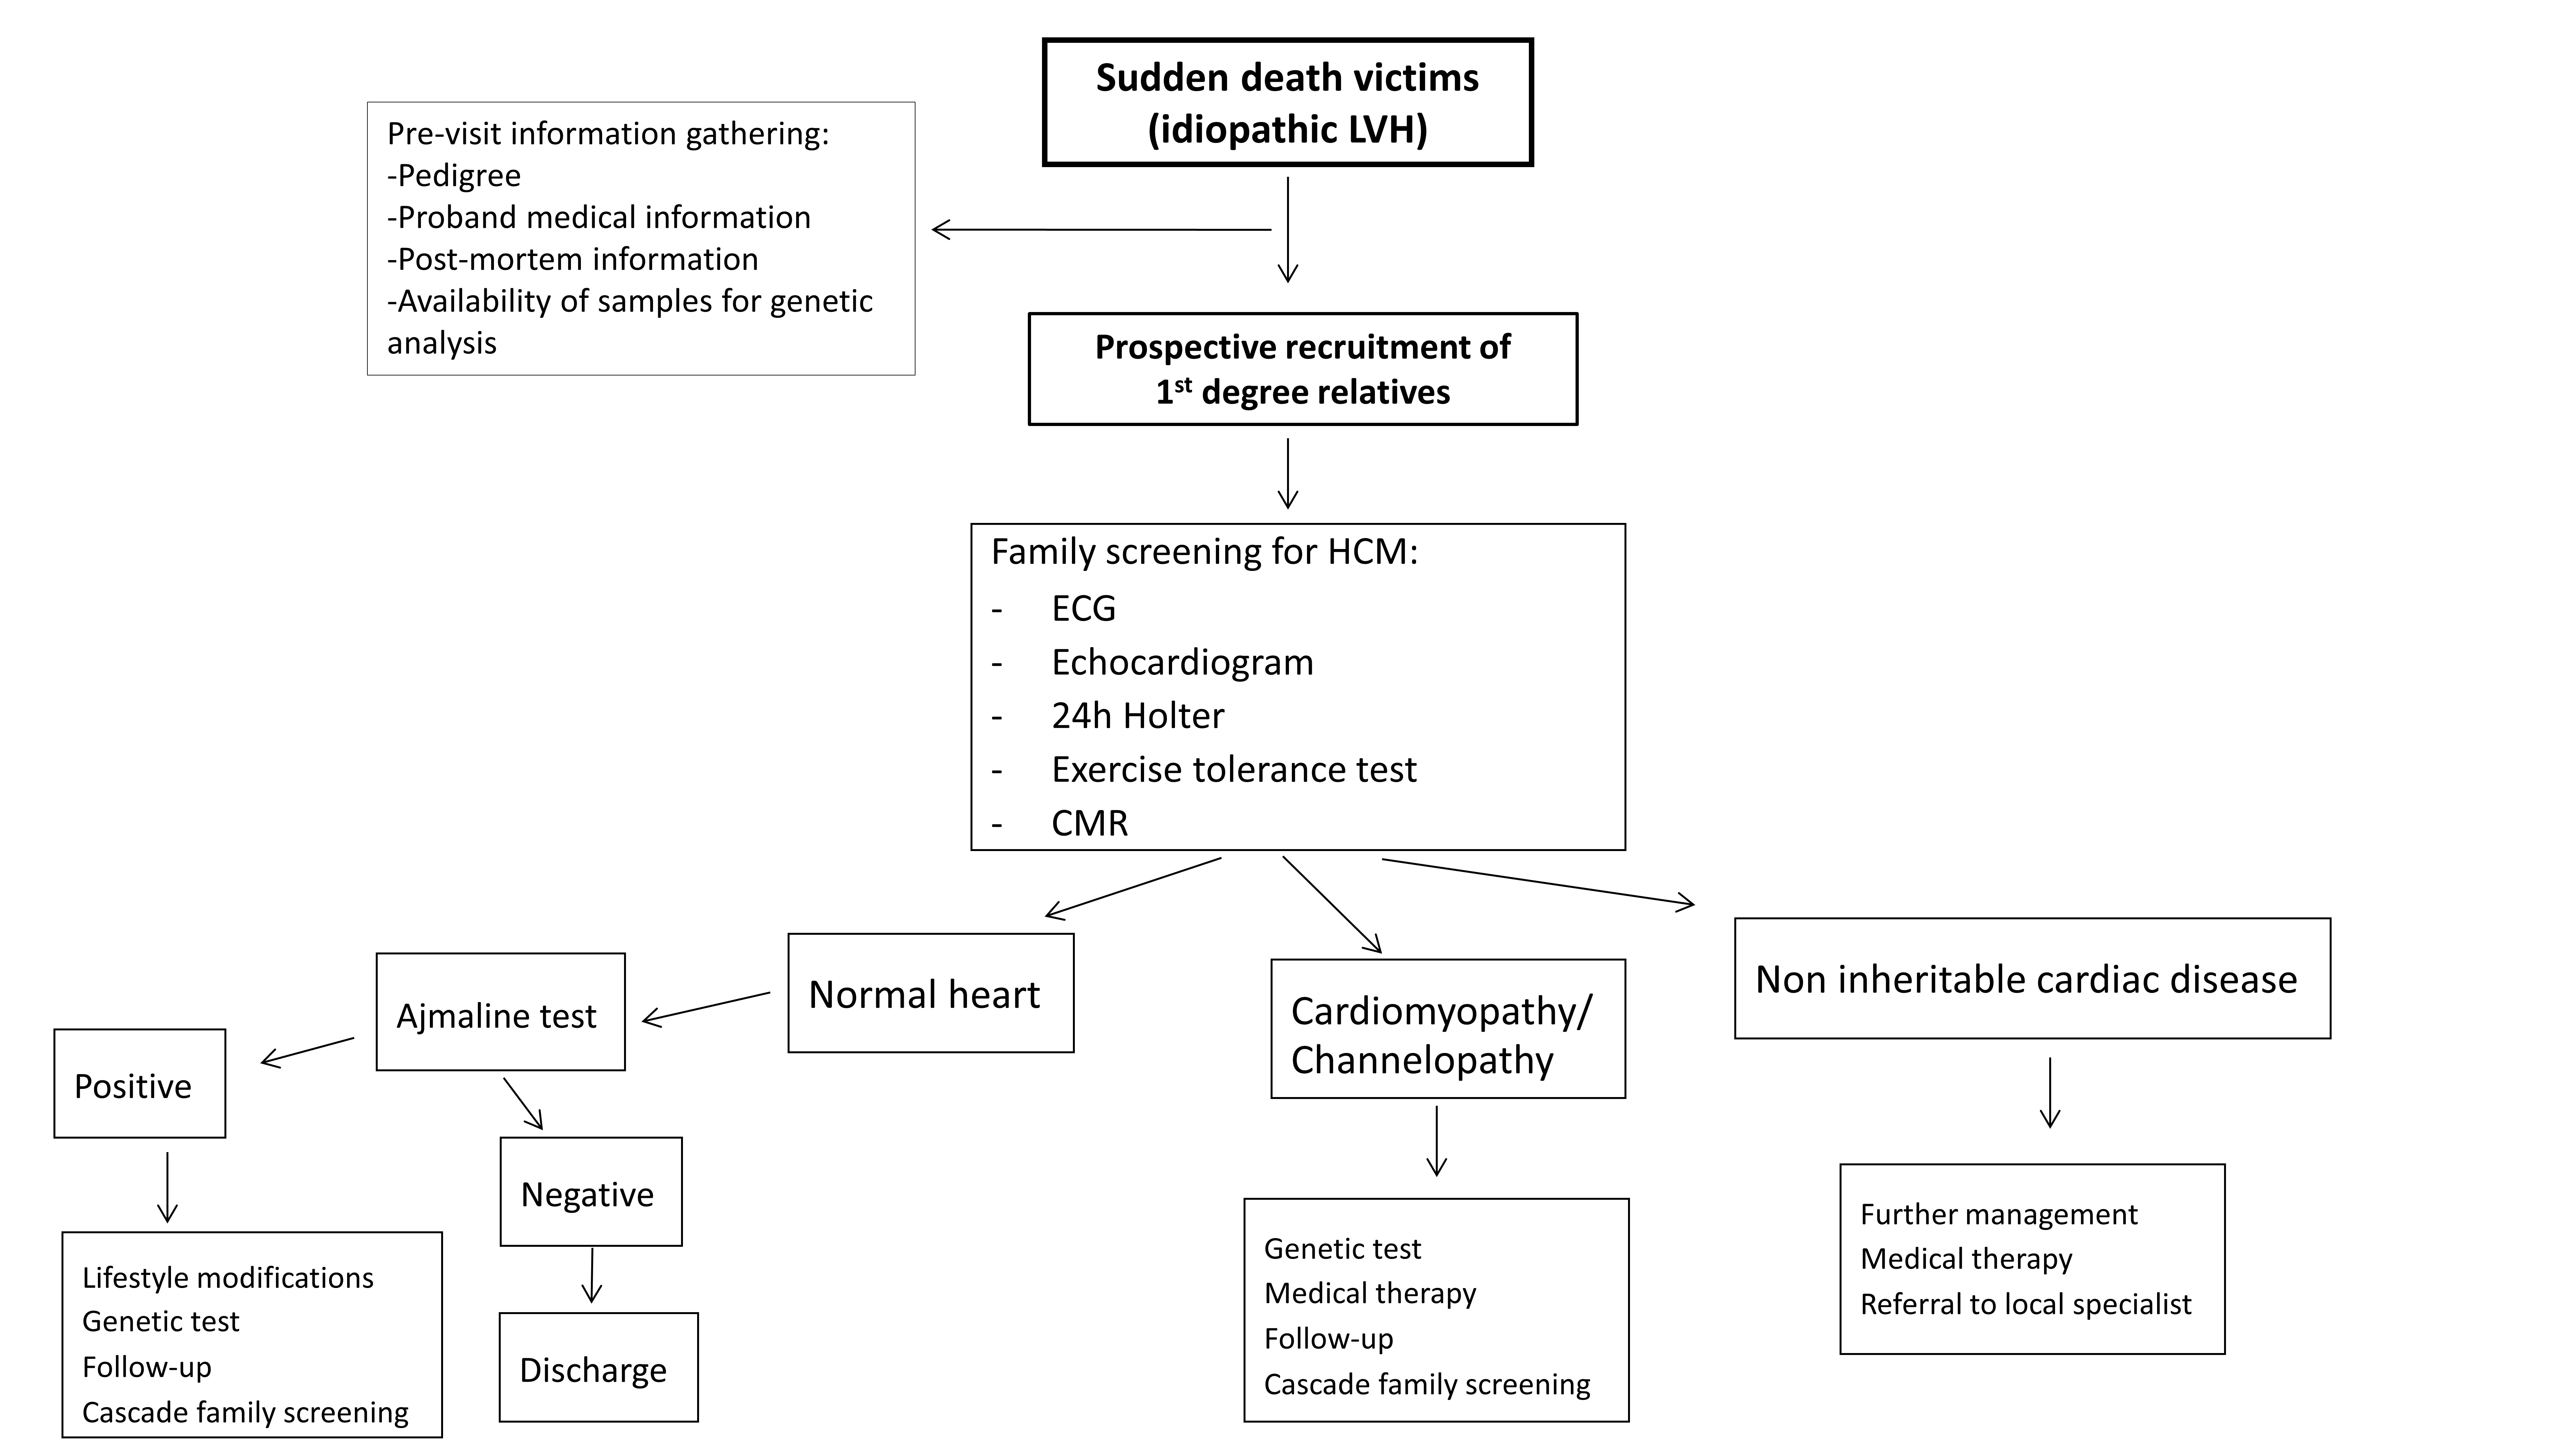 Sudden death victims
(idiopathic LVH)
Pre-visit information gathering:
-Pedigree
-Proband medical information
-Post-mortem information
-Availability of samples for genetic
analysis
Prospective recruitment of
1st degree relatives
Family screening for HCM:
- ECG
- Echocardiogram
- 24h Holter
- Exercise tolerance test
- CMR
Normal heart
Ajmaline test
Positive
Lifestyle modifications
Genetic test
Follow-up
Cascade family screening
Negative
Discharge
Cardiomyopathy/
Channelopathy
Genetic test
Medical therapy
Follow-up
Cascade family screening
Non inheritable cardiac disease
Further management
Medical therapy
Referral to local specialist